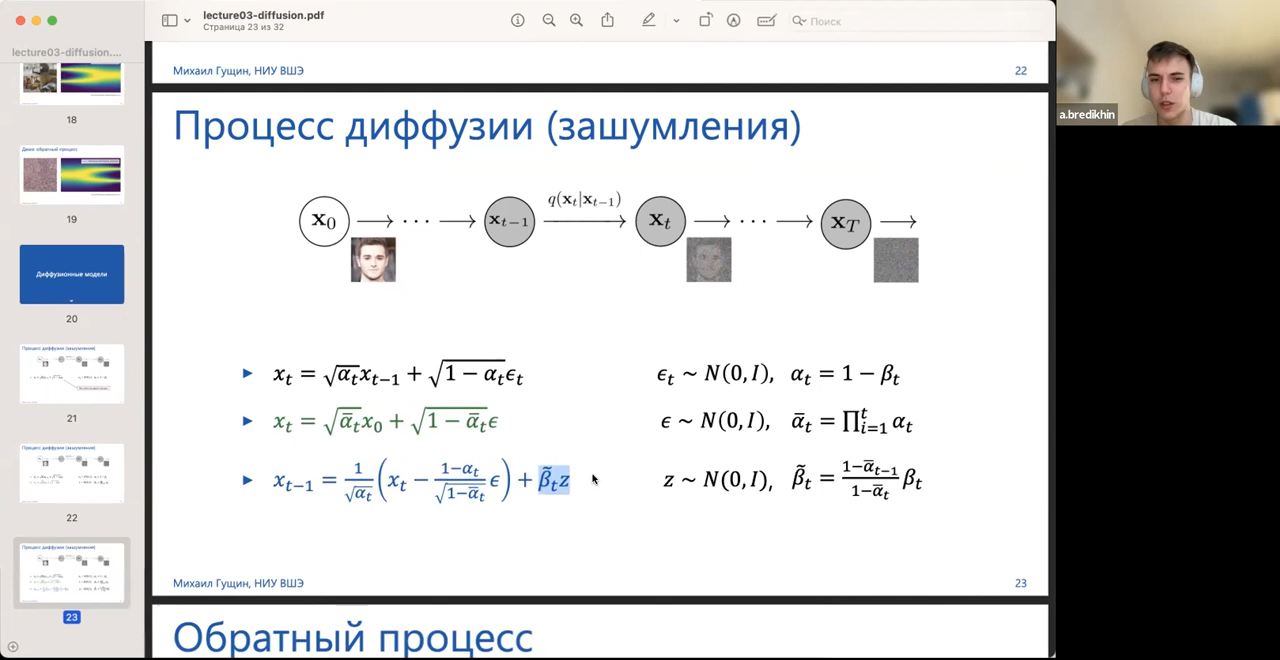 lecture03-diffusion.pdf
Страница 23 из 32
Поиск
lecture03-diffusion....
18
19
Диффузионные модели
20
21
22
23
Михаил Гущин, НИУ ВШЭ 22
Процесс диффузии (зашумления)
x_0 → ⋯ → x_{t−1} → x_t → ⋯ → x_T →
q(x_t|x_{t−1})
▶ x_t = √α_t x_{t−1} + √(1 − α_t) ϵ_t ϵ_t ~ N(0, I), α_t = 1 − β_t
▶ x_t = √ᾱ_t x_0 + √(1 − ᾱ_t) ϵ ϵ ~ N(0, I), ᾱ_t = ∏_{i=1}^{t} α_t
▶ x_{t−1} = 1/√α_t (x_t − (1−α_t)/√(1−ᾱ_t) ϵ) + β̃_t z z ~ N(0, I), β̃_t = (1−ᾱ_{t−1})/(1−ᾱ_t) β_t
Михаил Гущин, НИУ ВШЭ 23
Обратный процесс
a.bredikhin